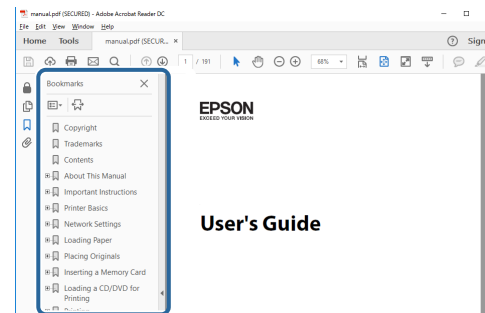 manual.pdf (SECURED) - Adobe Acrobat Reader DC
File Edit View Window Help
Home Tools manual.pdf (SECUR... ×
Sign
1 / 191 68%
Bookmarks
Copyright
Trademarks
Contents
About This Manual
Important Instructions
Printer Basics
Network Settings
Loading Paper
Placing Originals
Inserting a Memory Card
Loading a CD/DVD for
Printing
EPSON
EXCEED YOUR VISION
User's Guide